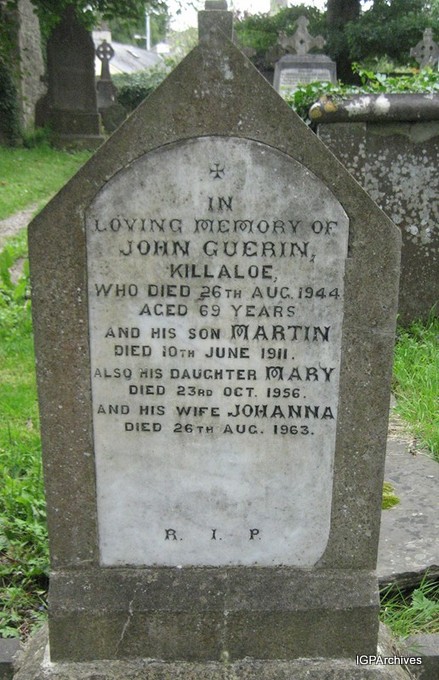 IN
LOVING MEMORY OF
JOHN GUERIN,
KILLALOE,
WHO DIED 26TH AUG. 1944
AGED 69 YEARS
AND HIS SON MARTIN
DIED 10TH JUNE 1911.
ALSO HIS DAUGHTER MARY
DIED 23RD OCT. 1956.
AND HIS WIFE JOHANNA
DIED 26TH AUG. 1963.
R. I. P.
IGPArchives